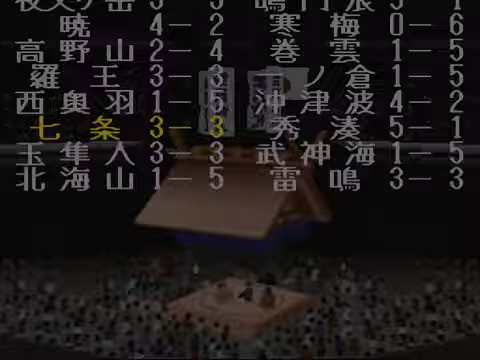 暁 4－2 寒梅 0－6
高野山 2－4 巻雲 1－5
羅王 3－3 十ノ倉 1－5
西奥羽 1－5 沖津波 4－2
七条 3－3 秀湊 5－1
玉隼人 3－3 武神海 1－5
北海山 1－5 雷鳴 3－3